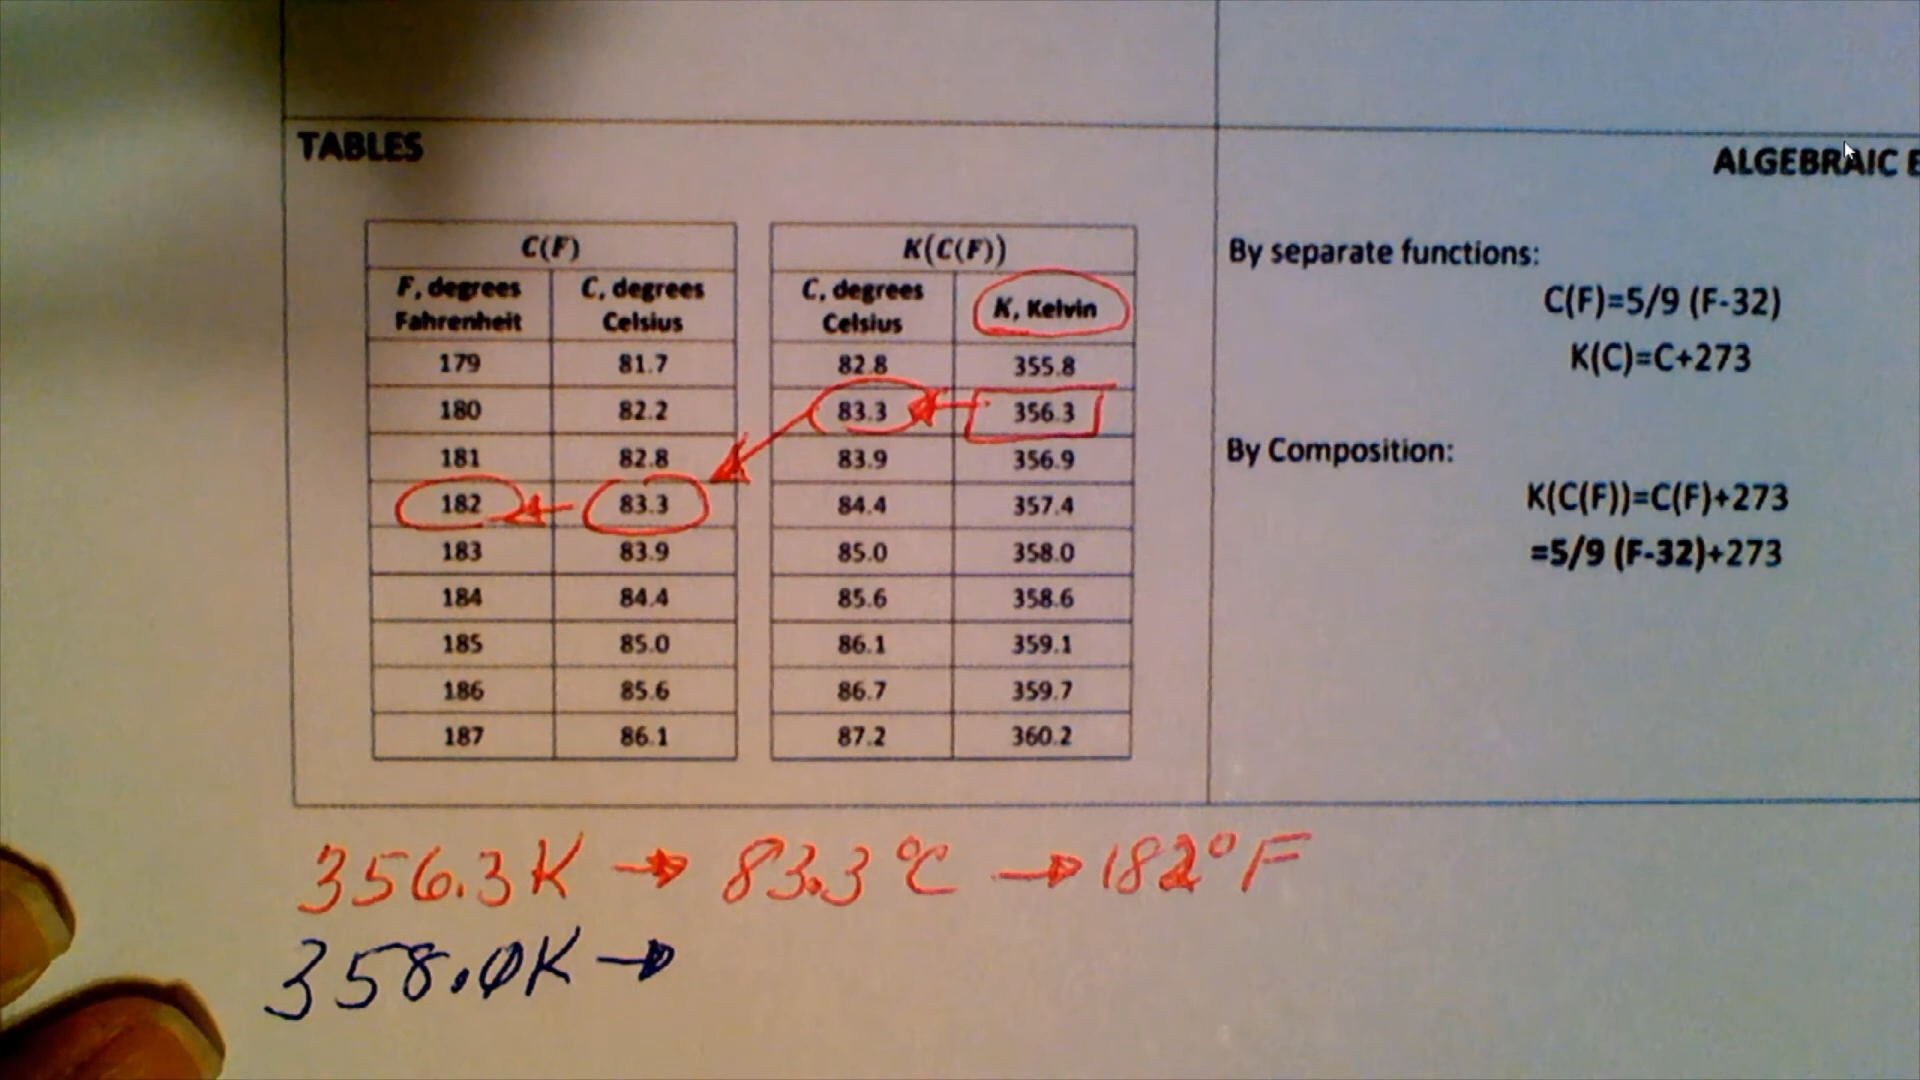 TABLES
C(F)
F, degrees Fahrenheit C, degrees Celsius
179 81.7
180 82.2
181 82.8
182 83.3
183 83.9
184 84.4
185 85.0
186 85.6
187 86.1
K(C(F))
C, degrees Celsius K, Kelvin
82.8 355.8
83.3 356.3
83.9 356.9
84.4 357.4
85.0 358.0
85.6 358.6
86.1 359.1
86.7 359.7
87.2 360.2
ALGEBRAIC E
By separate functions:
C(F)=5/9 (F-32)
K(C)=C+273
By Composition:
K(C(F))=C(F)+273
=5/9 (F-32)+273
356.3K → 83.3°C → 182°F
358.0K →